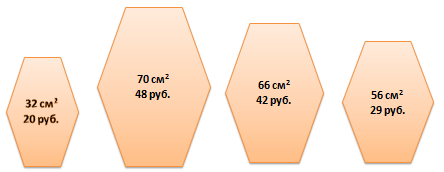 32 см²
20 руб.
70 см²
48 руб.
66 см²
42 руб.
56 см²
29 руб.